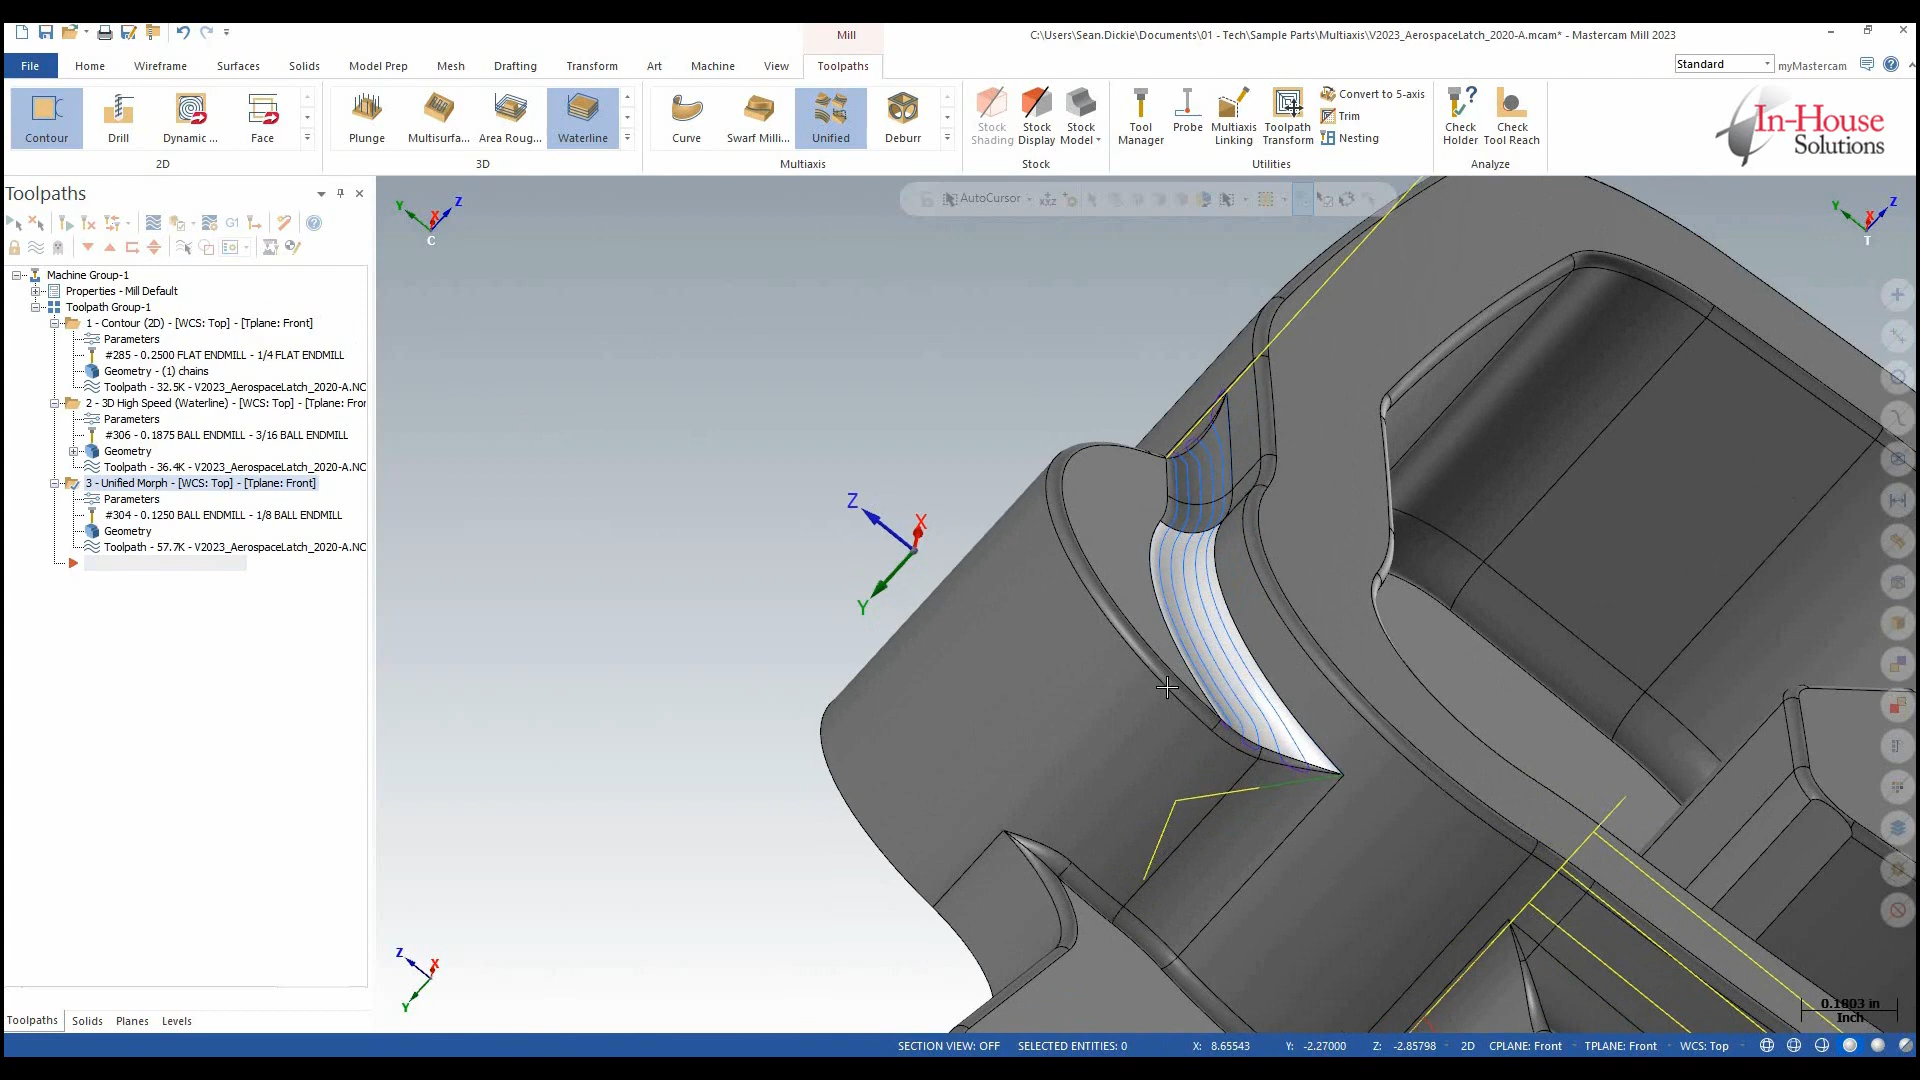 Mill
C:\Users\Sean.Dickie\Documents\01 - Tech\Sample Parts\Multiaxis\V2023_AerospaceLatch_2020-A.mcam* - Mastercam Mill 2023
File Home Wireframe Surfaces Solids Model Prep Mesh Drafting Transform Art Machine View Toolpaths
Standard myMastercam
Contour Drill Dynamic ... Face
2D
Plunge Multisurfa... Area Roug... Waterline
3D
Curve Swarf Milli... Unified Deburr
Multiaxis
Stock Shading Stock Display Stock Model
Stock
Tool Manager Probe Multiaxis Linking Toolpath Transform
Convert to 5-axis
Trim
Nesting
Utilities
Check Holder Check Tool Reach
Analyze
In-House
Solutions
Toolpaths
G1
AutoCursor
XYZ
Machine Group-1
Properties - Mill Default
Toolpath Group-1
1 - Contour (2D) - [WCS: Top] - [Tplane: Front]
Parameters
#285 - 0.2500 FLAT ENDMILL - 1/4 FLAT ENDMILL
Geometry - (1) chains
Toolpath - 32.5K - V2023_AerospaceLatch_2020-A.NC
2 - 3D High Speed (Waterline) - [WCS: Top] - [Tplane: Fror
Parameters
#306 - 0.1875 BALL ENDMILL - 3/16 BALL ENDMILL
Geometry
Toolpath - 36.4K - V2023_AerospaceLatch_2020-A.NC
3 - Unified Morph - [WCS: Top] - [Tplane: Front]
Parameters
#304 - 0.1250 BALL ENDMILL - 1/8 BALL ENDMILL
Geometry
Toolpath - 57.7K - V2023_AerospaceLatch_2020-A.NC
Y X Z
C
Y X Z
T
Z X
Y
Z X
Y
0.1803 in
Inch
Toolpaths Solids Planes Levels
SECTION VIEW: OFF SELECTED ENTITIES: 0 X: 8.65543 Y: -2.27000 Z: -2.85798 2D CPLANE: Front TPLANE: Front WCS: Top